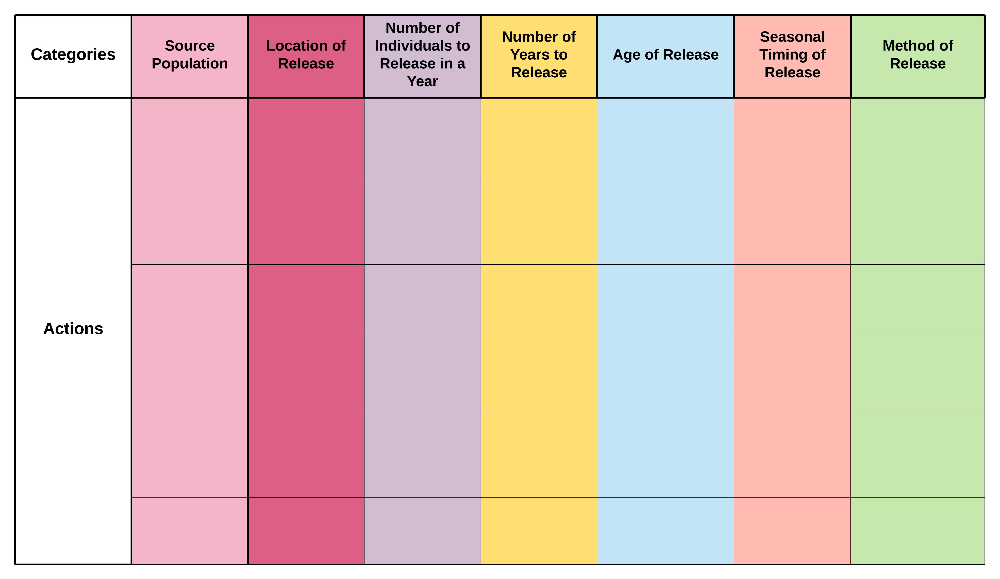 Categories
Source
Population
Location of
Release
Number of
Individuals to
Release in a
Year
Number of
Years to
Release
Age of Release
Seasonal
Timing of
Release
Method of
Release
Actions